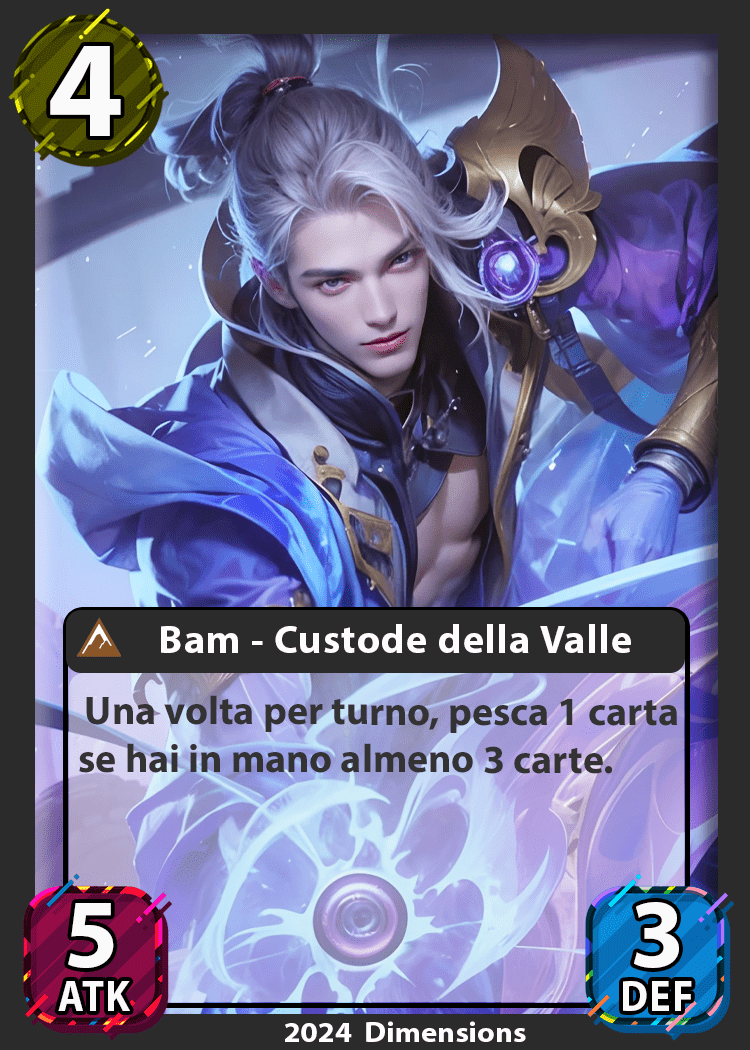 4
Bam - Custode della Valle
Una volta per turno, pesca 1 carta
se hai in mano almeno 3 carte.
5
ATK
3
DEF
2024 Dimensions